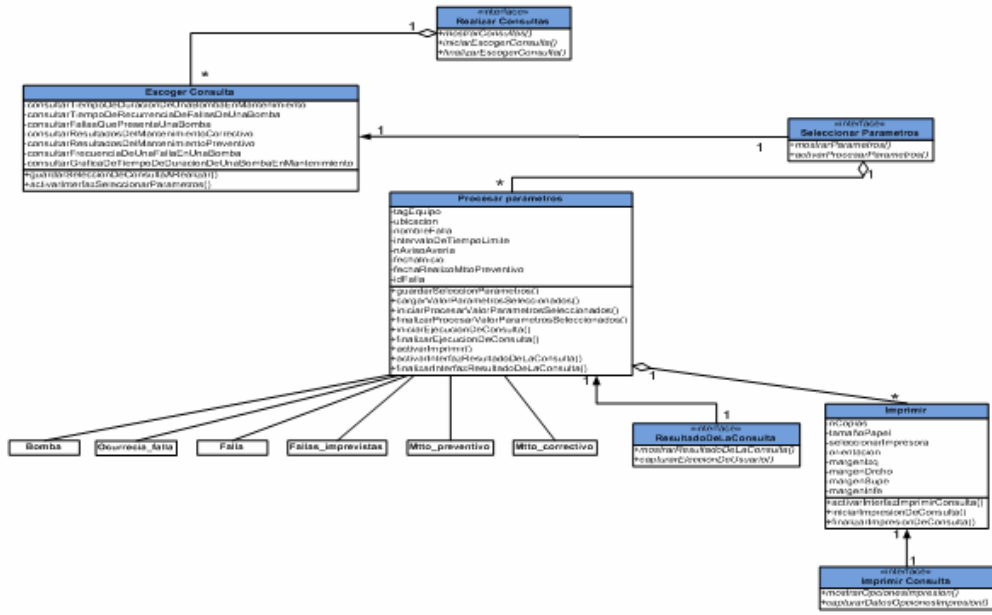 «interface»
Realizar Consultas
+mostrarConsultas()
+iniciarEscogerConsulta()
+finalizarEscogerConsulta()
1
*
Escoger Consulta
-consultarTiempoDeDuracionDeUnaBombaEnMantenimiento
-consultarTiempoDeRecurrenciaDeFallasDeUnaBomba
-consultarFallasQuePresenteUnaBomba
-consultarResultadosDelMantenimientoCorrectivo
-consultarResultadosDelMantenimientoPreventivo
-consultarFrecuenciaDeUnaFallaEnUnaBomba
-consultarGraficaDeTiempoDeDuracionDeUnaBombaEnMantenimiento
+guardarSeleccionDeConsultaARealizar()
+activarInterfazSeleccionarParametros()
1
1
«interface»
Seleccionar Parametros
+mostrarParametros()
+activarProcesarParametros()
1
*
Procesar parametros
-tagEquipo
-ubicacion
-nombreFalla
-intervaloDeTiempoLimite
-nAvisoAveria
-fechaInicio
-fechaRealizoMttoPreventivo
-idFalla
+guardarSeleccionParametros()
+cargarValorParametrosSeleccionados()
+iniciarProcesarValorParametrosSeleccionados()
+finalizarProcesarValorParametrosSeleccionados()
+iniciarEjecucionDeConsulta()
+finalizarEjecucionDeConsulta()
+activarImprimir()
+activarInterfazResultadoDeLaConsulta()
+finalizarInterfazResultadoDeLaConsulta()
1
1
1
*
Bomba
Ocurrecia_falla
Falla
Fallas_imprevistas
Mtto_preventivo
Mtto_correctivo
«interface»
ResultadoDeLaConsulta
+mostrarResultadoDeLaConsulta()
+capturarEleccionDeUsuario()
Imprimir
-nCopias
-tamañoPapel
-seleccionarImpresora
-orientacion
-margenIzq
-margenDrcho
-margenSupe
-margenInfe
+activarInterfazImprimirConsulta()
+iniciarImpresionDeConsulta()
+finalizarImpresionDeConsulta()
1
1
«interface»
Imprimir Consulta
+mostrarOpcionesImpresion()
+capturarDatosOpcionesImpresion()